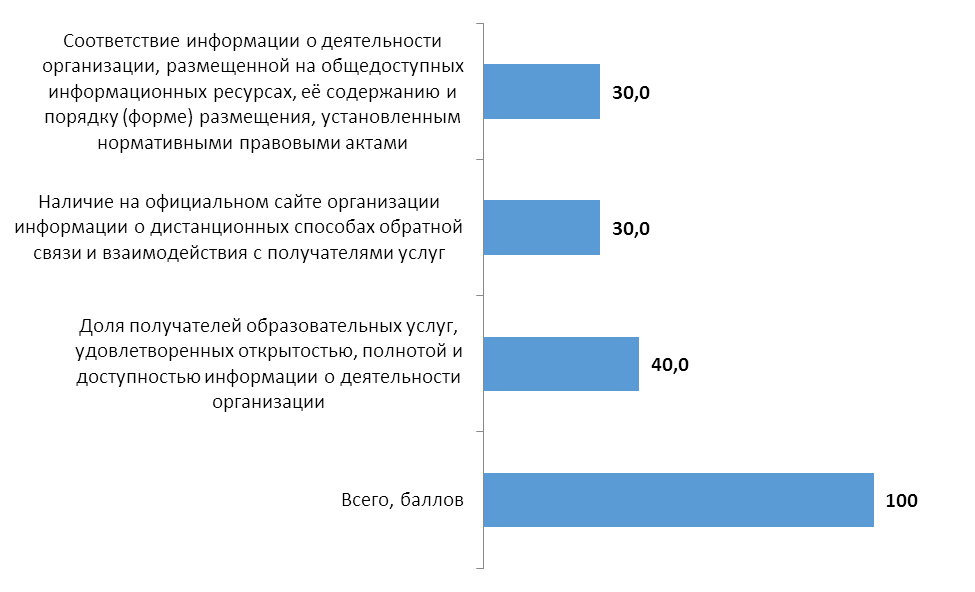 Соответствие информации о деятельности
организации, размещенной на общедоступных
информационных ресурсах, её содержанию и
порядку (форме) размещения, установленным
нормативными правовыми актами
30,0
Наличие на официальном сайте организации
информации о дистанционных способах обратной
связи и взаимодействия с получателями услуг
30,0
Доля получателей образовательных услуг,
удовлетворенных открытостью, полнотой и
доступностью информации о деятельности
организации
40,0
Всего, баллов
100